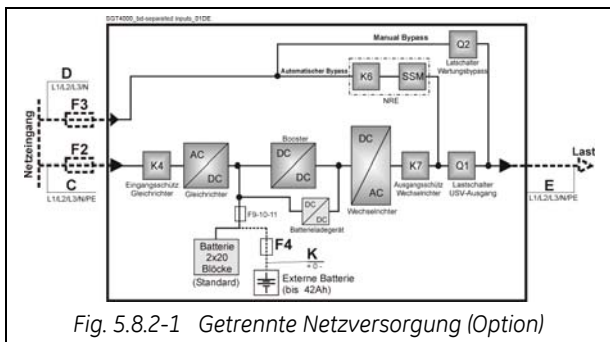 DGT4000_bd-separated inputs_01DE
Manual Bypass
Q2
Lastschalter
Wartungsbypass
D
L1/L2/L3/N
Automatischer Bypass
K6
SSM
NRE
F3
Netzeingang
F2
C
L1/L2/L3/N/PE
K4
Eingangsschütz
Gleichrichter
AC
DC
Gleichrichter
Booster
DC
DC
DC
DC
Batterieladegerät
DC
AC
Wechselrichter
K7
Ausgangsschütz
Wechselrichter
Q1
Lastschalter
USV-Ausgang
Last
E
L1/L2/L3/N/PE
F9-10-11
Batterie
2x20
Blöcke
(Standard)
F4
K
+ 0 -
Externe Batterie
(bis 42Ah)
Fig. 5.8.2-1 Getrennte Netzversorgung (Option)